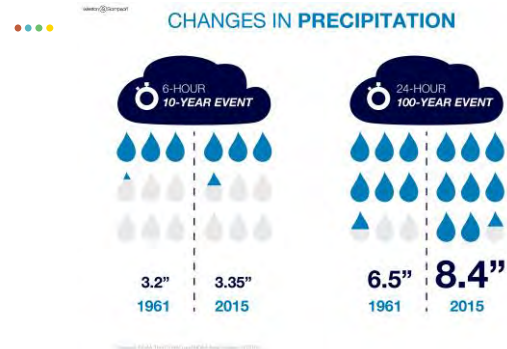 CHANGES IN PRECIPITATION
6-HOUR
10-YEAR EVENT
24-HOUR
100-YEAR EVENT
3.2” 3.35”
1961 2015
6.5” 8.4”
1961 2015